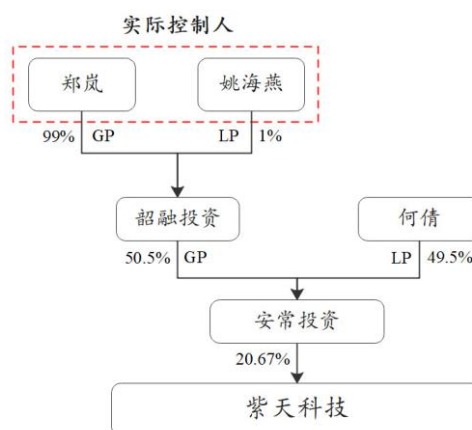 实际控制人
郑岚
姚海燕
99%
GP
LP
1%
韶融投资
何倩
50.5%
GP
LP
49.5%
安常投资
20.67%
紫天科技